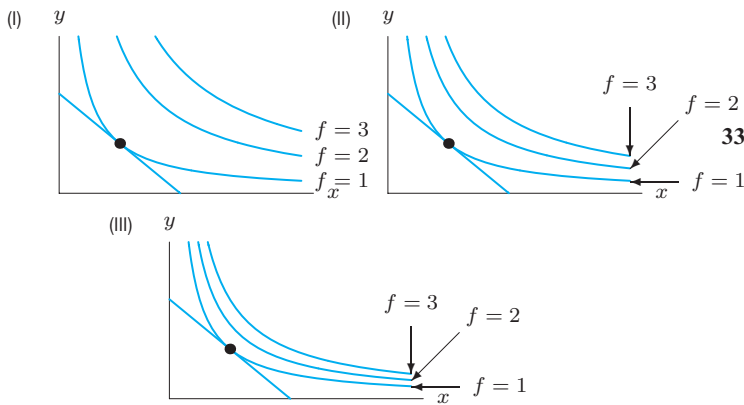 (I)
y
f = 3
f = 2
f = 1
x
(II)
y
f = 3
f = 2
33
f = 1
x
(III)
y
f = 3
f = 2
f = 1
x